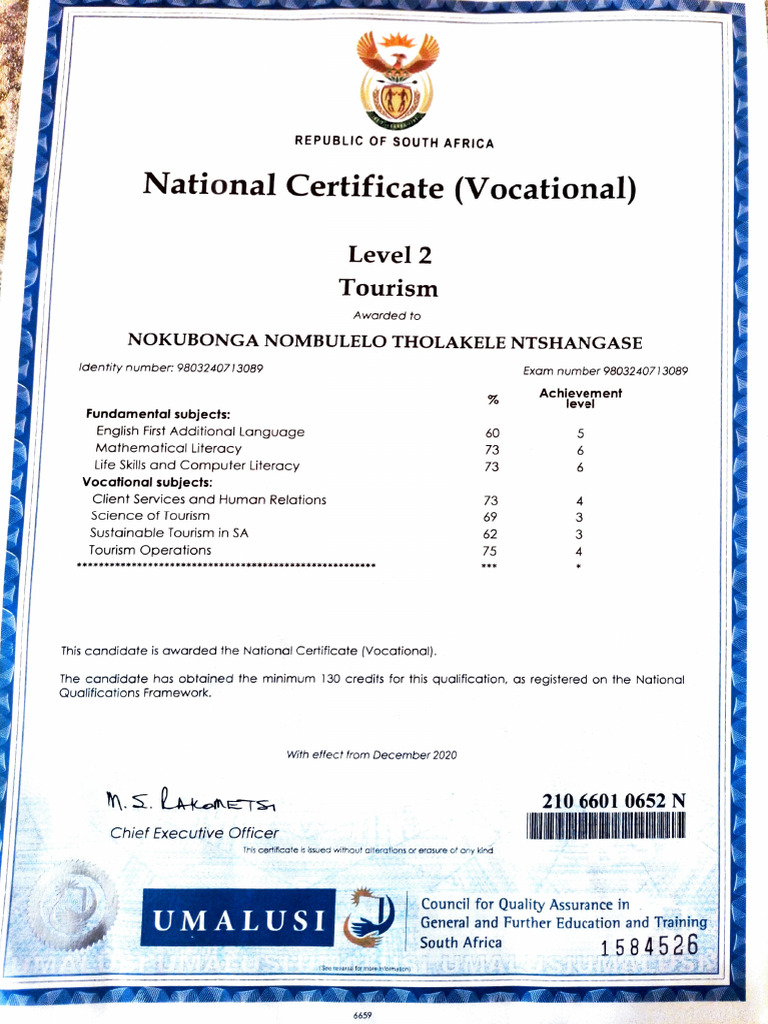 REPUBLIC OF SOUTH AFRICA
National Certificate (Vocational)
Level 2
Tourism
Awarded to
NOKUBONGA NOMBULELO THOLAKELE NTSHANGASE
Identity number: 9803240713089 Exam number 9803240713089
% Achievement level
Fundamental subjects:
English First Additional Language 60 5
Mathematical Literacy 73 6
Life Skills and Computer Literacy 73 6
Vocational subjects:
Client Services and Human Relations 73 4
Science of Tourism 69 3
Sustainable Tourism in SA 62 3
Tourism Operations 75 4
This candidate is awarded the National Certificate (Vocational).
The candidate has obtained the minimum 130 credits for this qualification, as registered on the National
Qualifications Framework.
With effect from December 2020
M.S. RAKOMETSI
210 6601 0652 N
Chief Executive Officer
This certificate is issued without alterations or erasure of any kind
UMALUSI
Council for Quality Assurance in
General and Further Education and Training
South Africa
1584526
(See reverse for more information)
6659